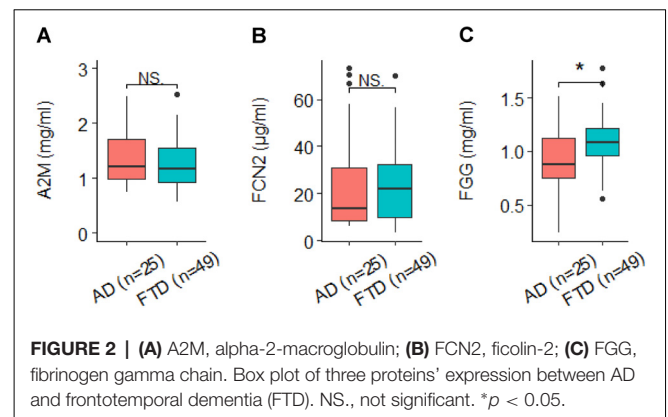 A
B
C
A2M (mg/ml)
3
2
1
0
NS.
AD (n=25)
FTD (n=49)
FCN2 (µg/ml)
60
40
20
0
NS.
AD (n=25)
FTD (n=49)
FGG (mg/ml)
1.5
1.0
0.5
*
AD (n=25)
FTD (n=49)
FIGURE 2 | (A) A2M, alpha-2-macroglobulin; (B) FCN2, ficolin-2; (C) FGG,
fibrinogen gamma chain. Box plot of three proteins' expression between AD
and frontotemporal dementia (FTD). NS., not significant. *p < 0.05.